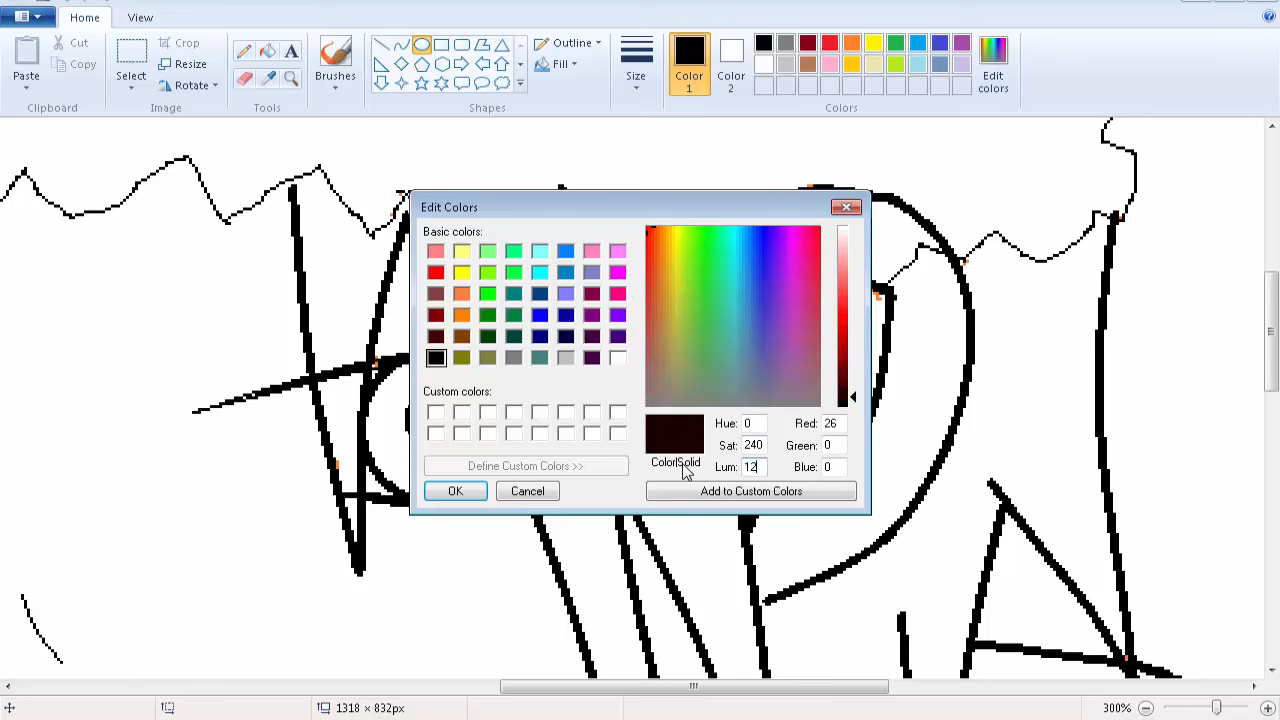 Home View
Paste
Cut
Copy
Clipboard
Select
Crop
Resize
Rotate
Image
A
Tools
Brushes
Outline
Fill
Shapes
Size
Color
1
Color
2
Edit
colors
Colors
Edit Colors
Basic colors:
Custom colors:
Define Custom Colors >>
OK Cancel
Color|Solid
Hue: 0 Red: 26
Sat: 240 Green: 0
Lum: 12 Blue: 0
Add to Custom Colors
1318 × 832px
300%